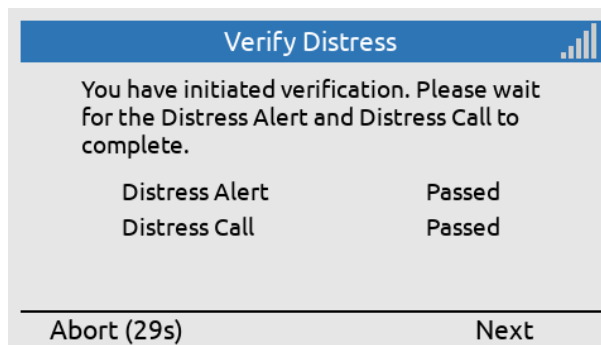 Verify Distress
You have initiated verification. Please wait
for the Distress Alert and Distress Call to
complete.
Distress Alert Passed
Distress Call Passed
Abort (29s) Next